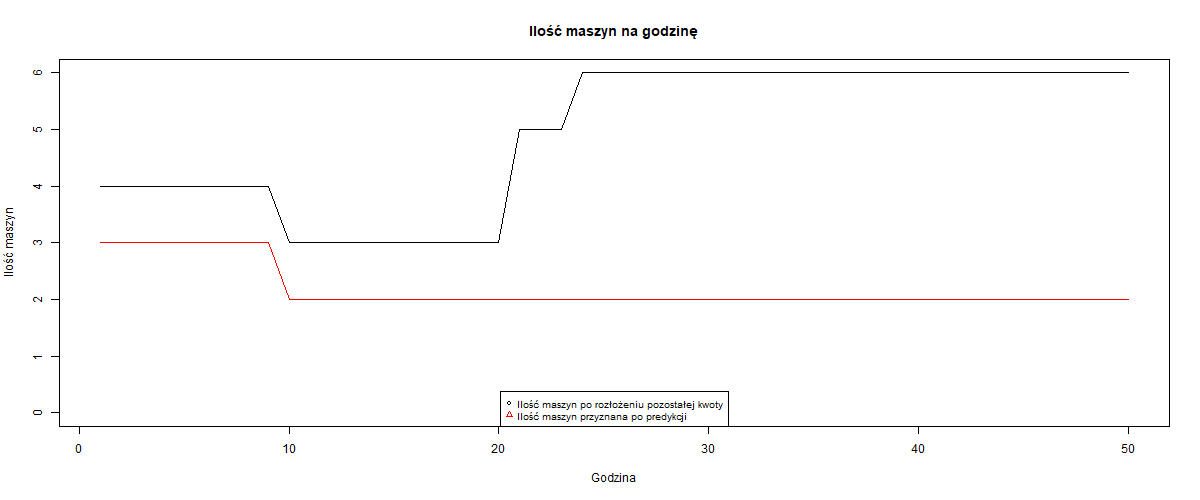 Ilość maszyn na godzinę
Ilość maszyn
6
5
4
3
2
1
0
Ilość maszyn po rozłożeniu pozostałej kwoty
Ilość maszyn przyznana po predykcji
0 10 20 30 40 50
Godzina